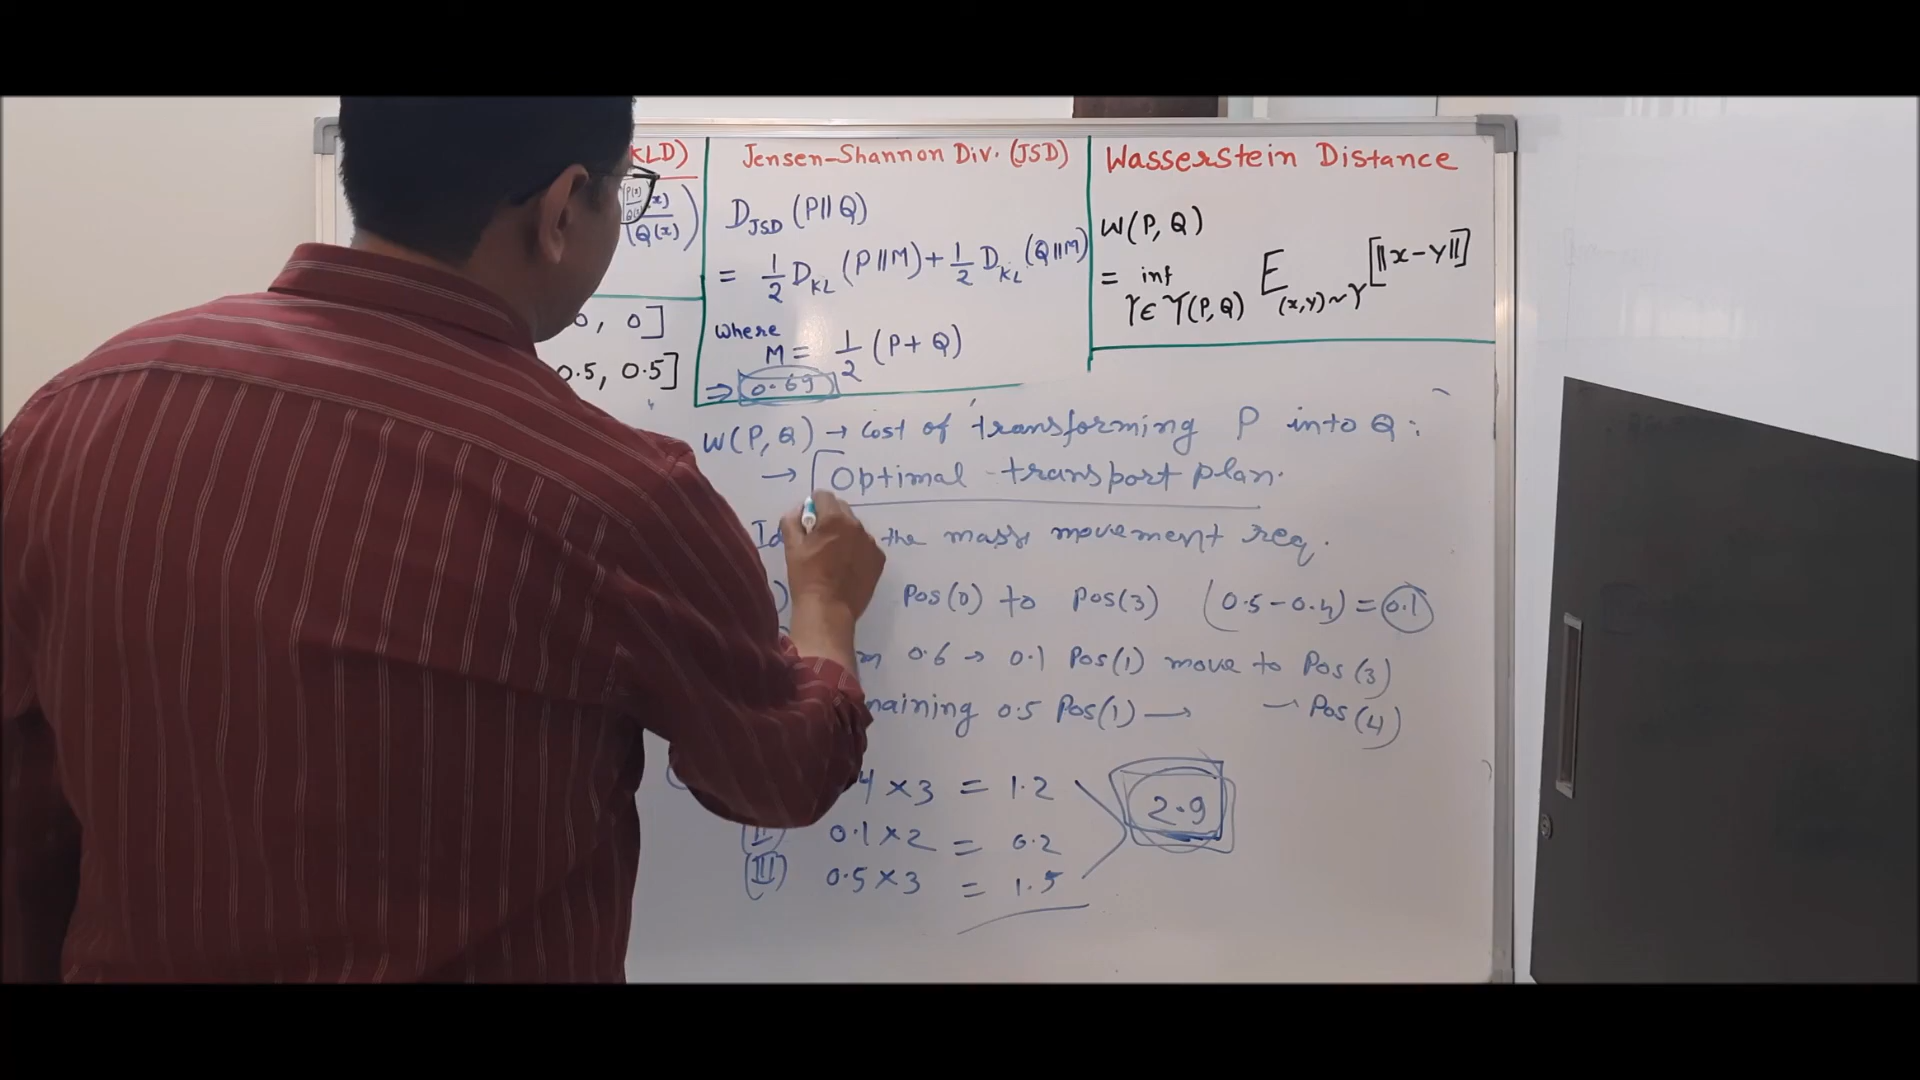 KLD)
P(x)
Q(x)
(x)
(Q(x))
0, 0]
0.5, 0.5]
Jensen-Shannon Div. (JSD)
D_JSD (P||Q)
= 1/2 D_KL (P||M) + 1/2 D_KL (Q||M)
where
M = 1/2 (P+Q)
⇒ 0.69
Wasserstein Distance
W(P, Q)
= inf γ∈Υ(P,Q) E (x,y)~γ [||x-y||]
W(P,Q) → cost of transforming P into Q:
→ Optimal transport plan.
the mass movement req.
Pos(0) to Pos(3) (0.5-0.4) = 0.1
0.6 → 0.1 Pos(1) move to Pos(3)
maining 0.5 Pos(1) → → Pos(4)
4 × 3 = 1.2
II 0.1 × 2 = 0.2
III 0.5 × 3 = 1.5
2.9